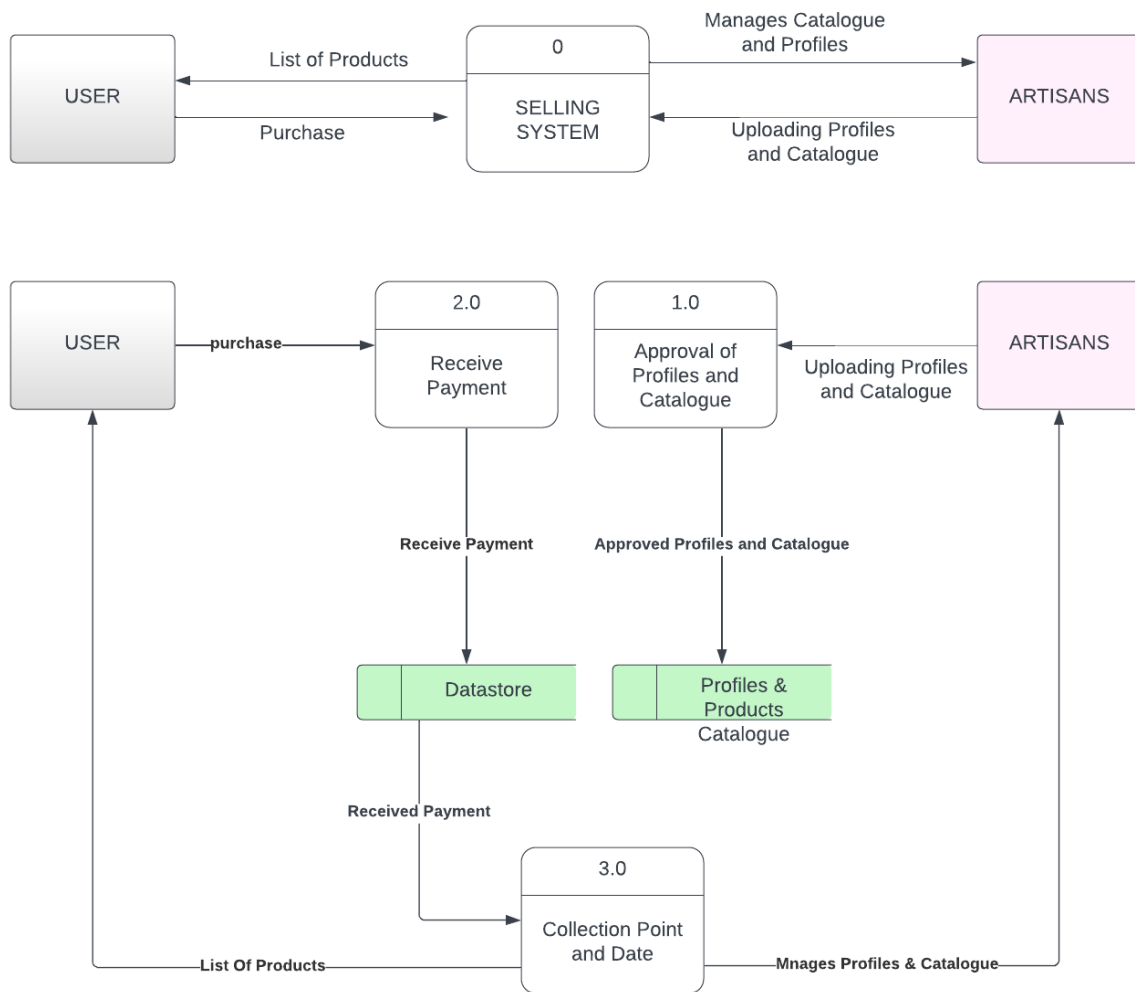 Manages Catalogue
and Profiles
0
List of Products
USER
SELLING
SYSTEM
ARTISANS
Purchase
Uploading Profiles
and Catalogue
2.0
1.0
USER
purchase
Receive
Payment
Approval of
Profiles and
Catalogue
Uploading Profiles
and Catalogue
ARTISANS
Receive Payment
Approved Profiles and Catalogue
Datastore
Profiles &
Products
Catalogue
Received Payment
3.0
Collection Point
and Date
List Of Products
Mnages Profiles & Catalogue